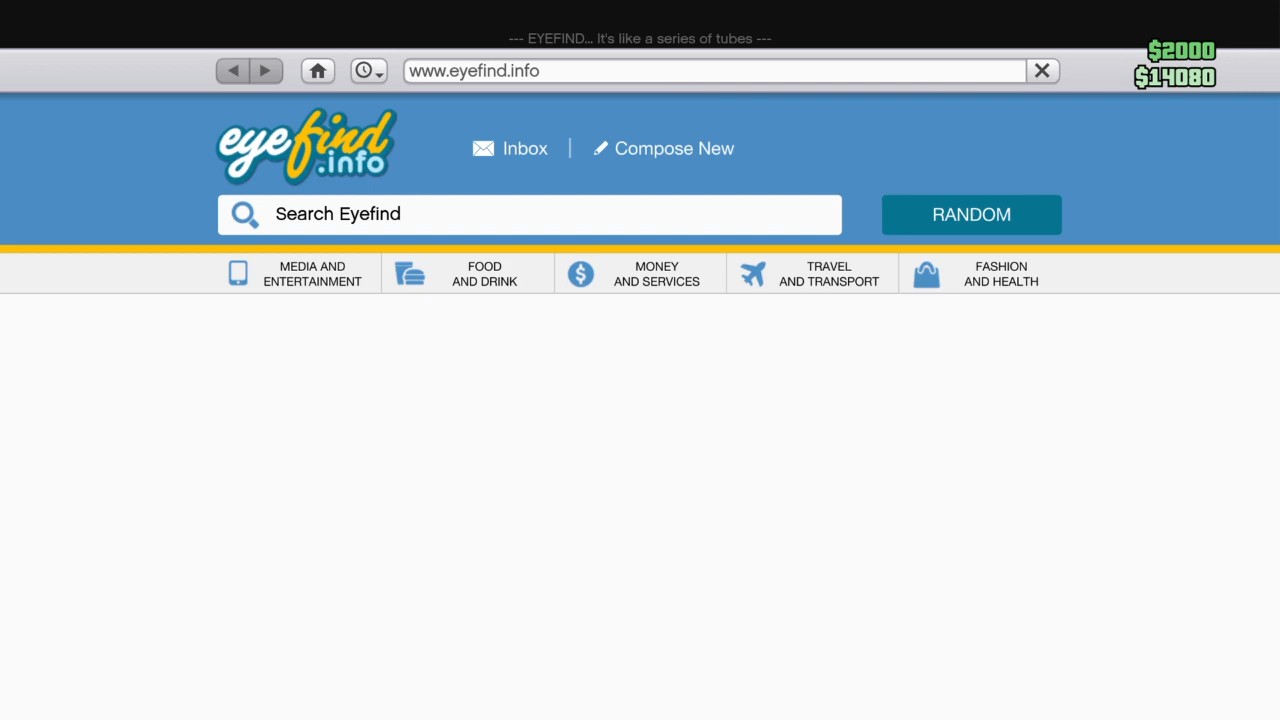 --- EYEFIND... It's like a series of tubes ---
$2000
www.eyefind.info
$14080
eyefind
.info
Inbox
Compose New
Search Eyefind
RANDOM
MEDIA AND
ENTERTAINMENT
FOOD
AND DRINK
MONEY
AND SERVICES
TRAVEL
AND TRANSPORT
FASHION
AND HEALTH